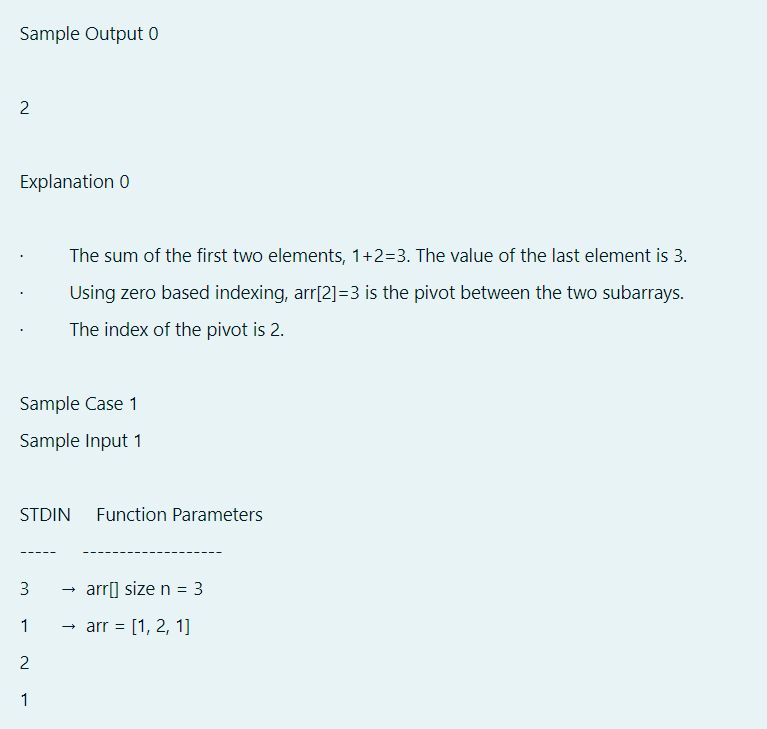 Sample Output 0
2
Explanation 0
· The sum of the first two elements, 1+2=3. The value of the last element is 3.
· Using zero based indexing, arr[2]=3 is the pivot between the two subarrays.
· The index of the pivot is 2.
Sample Case 1
Sample Input 1
STDIN Function Parameters
----- -------------------
3 → arr[] size n = 3
1 → arr = [1, 2, 1]
2
1